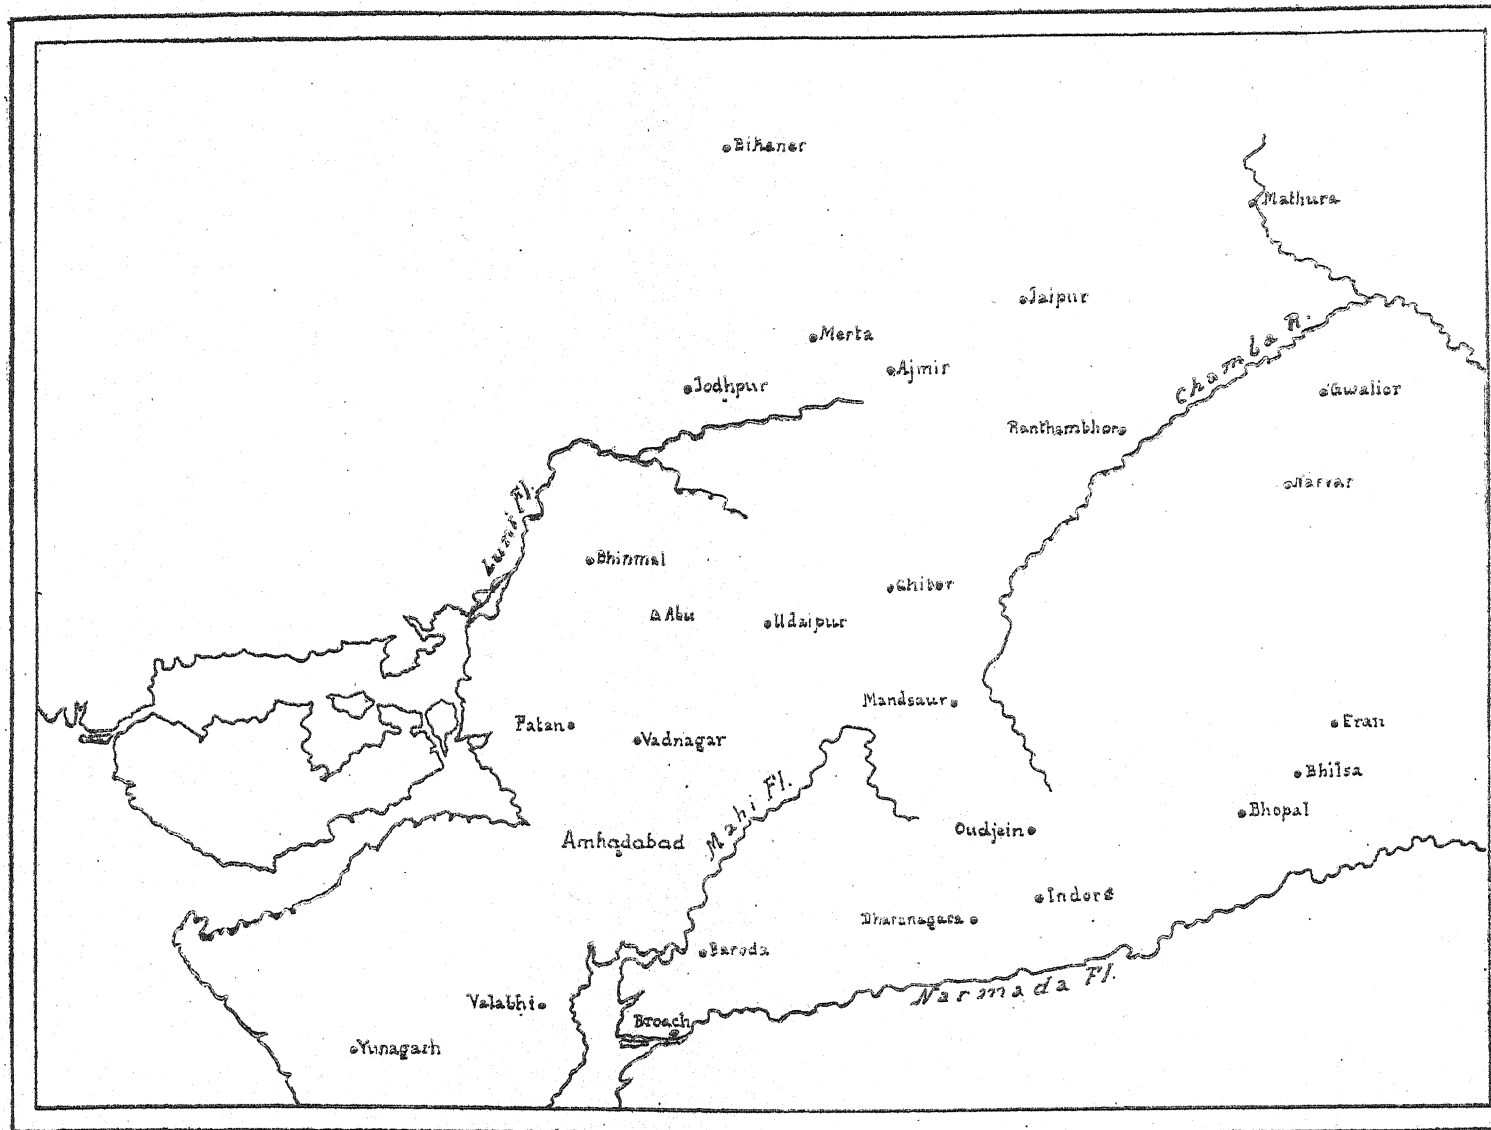 Bikaner
Mathura
Jaipur
Merta
Ajmir
Jodhpur
Chambla R.
Gwalior
Ranthambhor
Narvar
Luni Fl.
Bhinmal
Chitor
Abu
Udaipur
Mandsaur
Patan
Vadnagar
Eran
Bhilsa
Mahi Fl.
Bhopal
Oudjein
Amhadabad
Indore
Dharanagara
Baroda
Narmada Fl.
Valabhi
Broach
Yunagarh